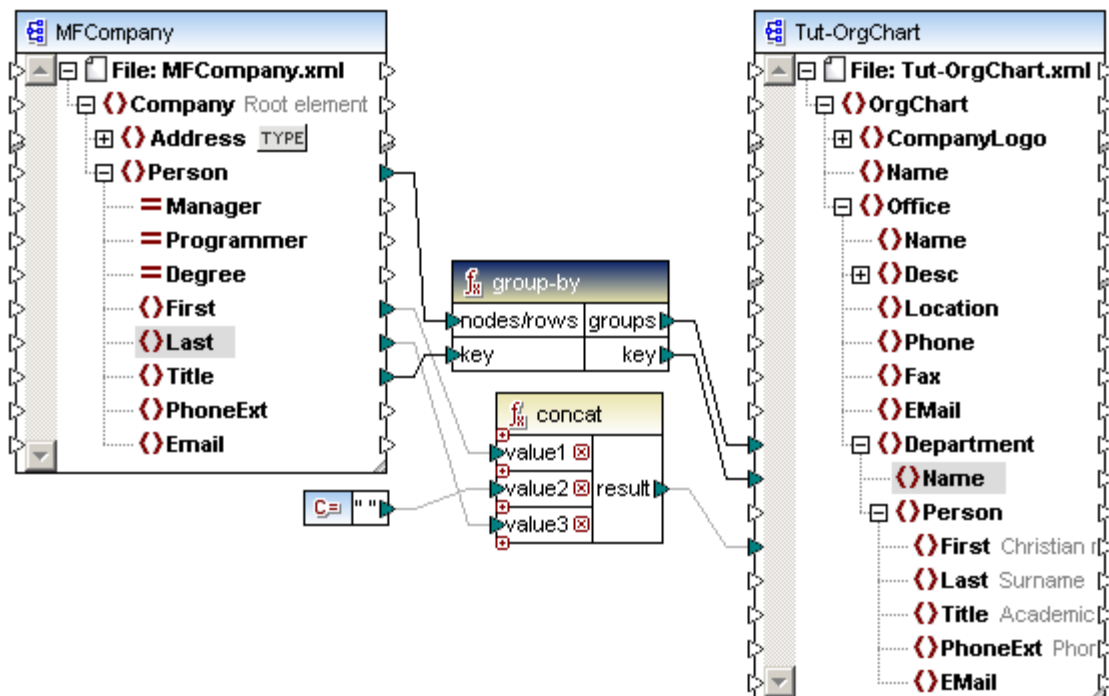 MFCompany
File: MFCompany.xml
Company Root element
Address TYPE
Person
Manager
Programmer
Degree
First
Last
Title
PhoneExt
Email
group-by
nodes/rows groups
key key
concat
value1
value2 result
value3
C= " "
Tut-OrgChart
File: Tut-OrgChart.xml
OrgChart
CompanyLogo
Name
Office
Name
Desc
Location
Phone
Fax
EMail
Department
Name
Person
First Christian
Last Surname
Title Academic
PhoneExt
EMail